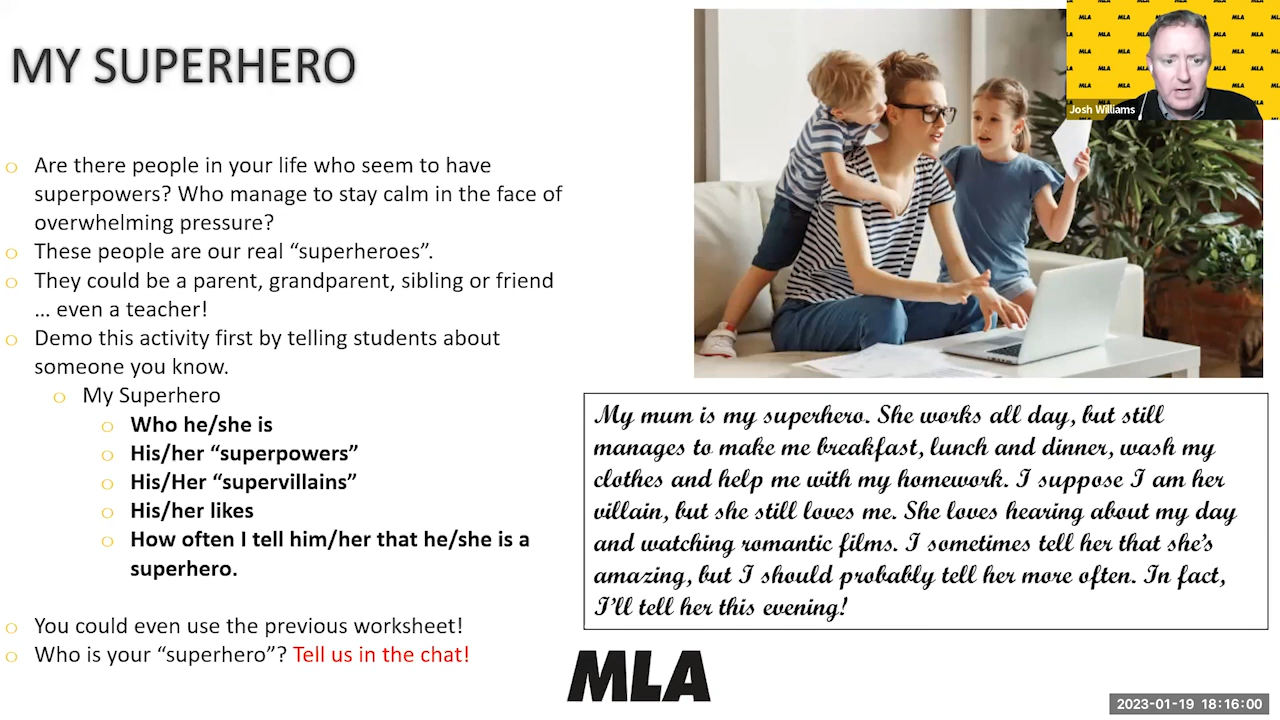 MY SUPERHERO
Are there people in your life who seem to have
superpowers? Who manage to stay calm in the face of
overwhelming pressure?
These people are our real “superheroes”.
They could be a parent, grandparent, sibling or friend
… even a teacher!
Demo this activity first by telling students about
someone you know.
My Superhero
Who he/she is
His/her “superpowers”
His/Her “supervillains”
His/her likes
How often I tell him/her that he/she is a
superhero.
You could even use the previous worksheet!
Who is your “superhero”? Tell us in the chat!
My mum is my superhero. She works all day, but still
manages to make me breakfast, lunch and dinner, wash my
clothes and help me with my homework. I suppose I am her
villain, but she still loves me. She loves hearing about my day
and watching romantic films. I sometimes tell her that she’s
amazing, but I should probably tell her more often. In fact,
I’ll tell her this evening!
MLA
Josh Williams
2023-01-19 18:16:00